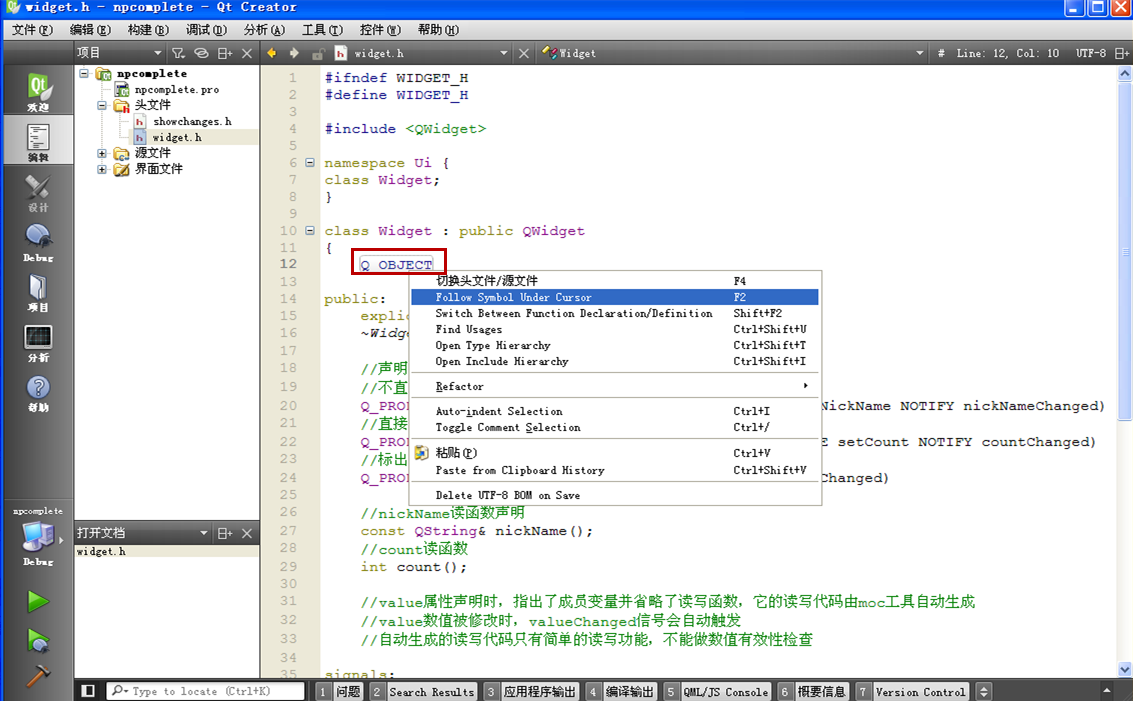 widget.h - npcomplete - Qt Creator
文件(F) 编辑(E) 构建(B) 调试(D) 分析(A) 工具(T) 控件(W) 帮助(H)
项目
widget.h
Widget
# Line: 12, Col: 10 UTF-8
欢迎
编辑
设计
Debug
项目
分析
帮助
npcomplete
Debug
npcomplete
npcomplete.pro
头文件
showchanges.h
widget.h
源文件
界面文件
打开文档
widget.h
1 #ifndef WIDGET_H
2 #define WIDGET_H
3
4 #include <QWidget>
5
6 namespace Ui {
7 class Widget;
8 }
9
10 class Widget : public QWidget
11 {
12 Q_OBJECT
13
14 public:
15 explic
16 ~Widge
17
18 //声明
19 //不直
20 Q_PROP NickName NOTIFY nickNameChanged)
21 //直接
22 Q_PROP E setCount NOTIFY countChanged)
23 //标出
24 Q_PROP Changed)
25
26 //nickName读函数声明
27 const QString& nickName();
28 //count读函数
29 int count();
30
31 //value属性声明时，指出了成员变量并省略了读写函数，它的读写代码由moc工具自动生成
32 //value数值被修改时，valueChanged信号会自动触发
33 //自动生成的读写代码只有简单的读写功能，不能做数值有效性检查
34
35 signals:
切换头文件/源文件 F4
Follow Symbol Under Cursor F2
Switch Between Function Declaration/Definition Shift+F2
Find Usages Ctrl+Shift+U
Open Type Hierarchy Ctrl+Shift+T
Open Include Hierarchy Ctrl+Shift+I
Refactor
Auto-indent Selection Ctrl+I
Toggle Comment Selection Ctrl+/
粘贴(P) Ctrl+V
Paste from Clipboard History Ctrl+Shift+V
Delete UTF-8 BOM on Save
Type to locate (Ctrl+K)
1 问题 2 Search Results 3 应用程序输出 4 编译输出 5 QML/JS Console 6 概要信息 7 Version Control